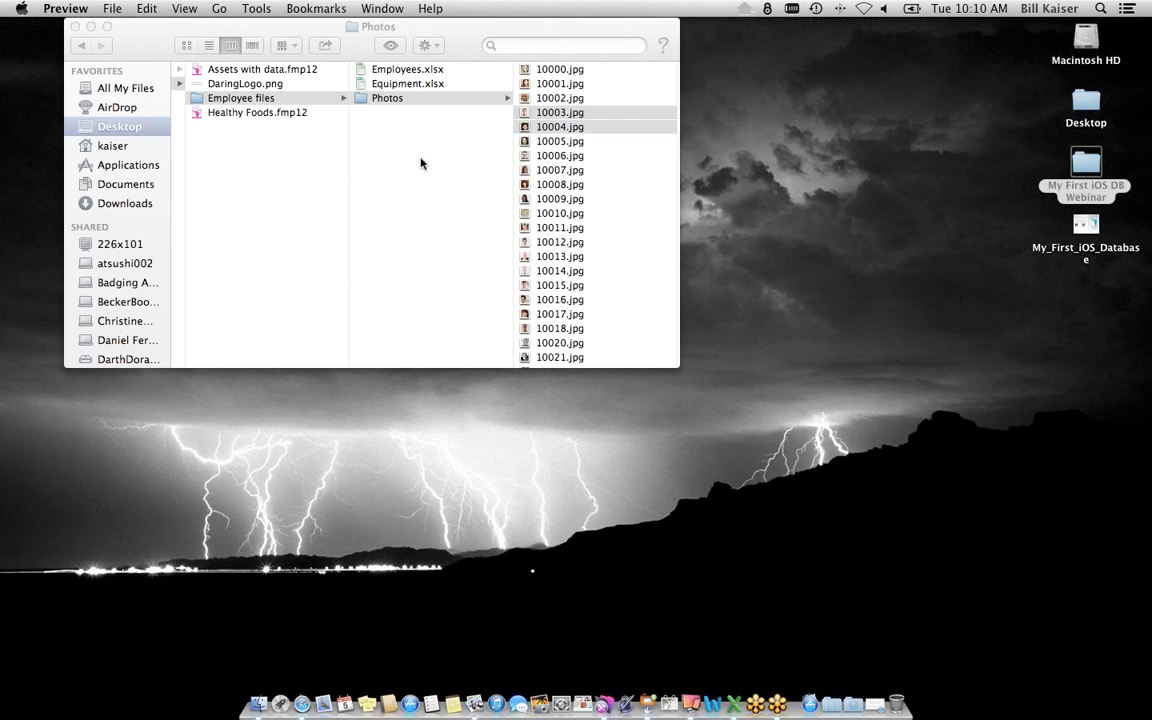 Preview File Edit View Go Tools Bookmarks Window Help Tue 10:10 AM Bill Kaiser
Photos
FAVORITES
All My Files
AirDrop
Desktop
kaiser
Applications
Documents
Downloads
SHARED
226x101
atsushi002
Badging A...
BeckerBoo...
Christine...
Daniel Fer...
DarthDora...
Assets with data.fmp12
DaringLogo.png
Employee files
Healthy Foods.fmp12
Employees.xlsx
Equipment.xlsx
Photos
10000.jpg
10001.jpg
10002.jpg
10003.jpg
10004.jpg
10005.jpg
10006.jpg
10007.jpg
10008.jpg
10009.jpg
10010.jpg
10011.jpg
10012.jpg
10013.jpg
10014.jpg
10015.jpg
10016.jpg
10017.jpg
10018.jpg
10020.jpg
10021.jpg
Macintosh HD
Desktop
My First iOS DB
Webinar
My_First_iOS_Databas
e